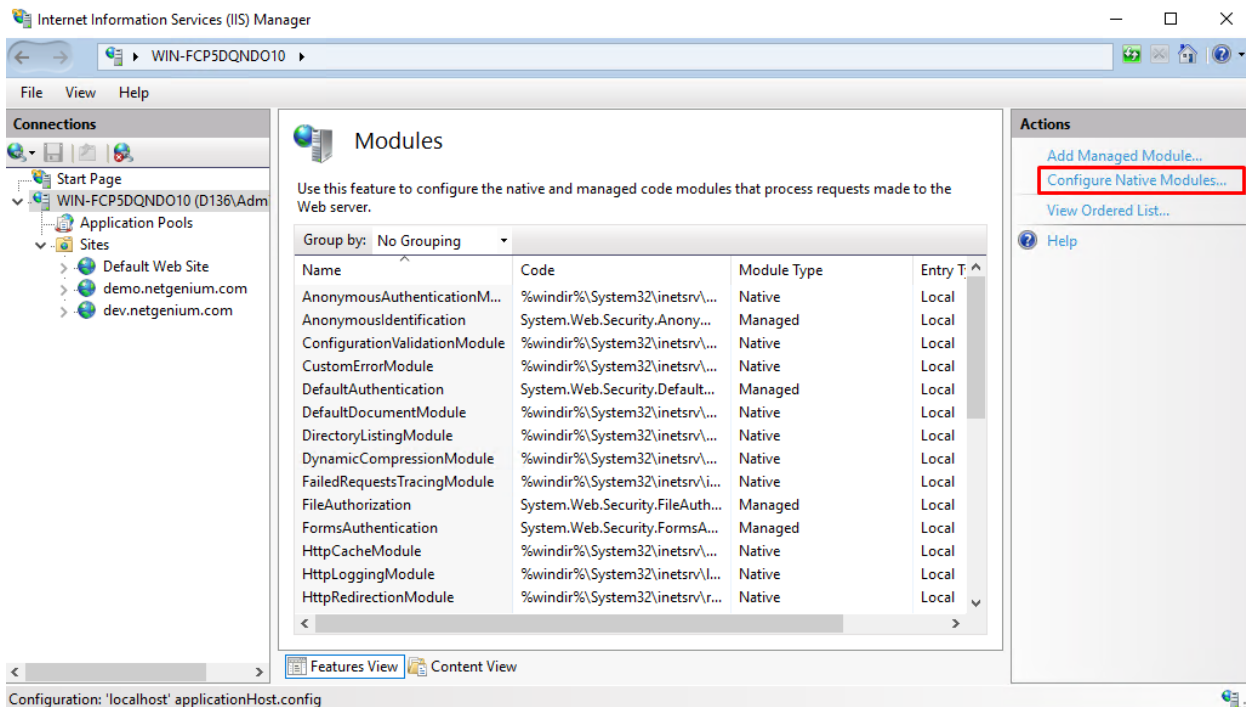 Internet Information Services (IIS) Manager
WIN-FCP5DQNDO10
File View Help
Connections
Start Page
WIN-FCP5DQNDO10 (D136\Adm
Application Pools
Sites
Default Web Site
demo.netgenium.com
dev.netgenium.com
Modules
Use this feature to configure the native and managed code modules that process requests made to the
Web server.
Group by: No Grouping
Name Code Module Type Entry T
AnonymousAuthenticationM... %windir%\System32\inetsrv\... Native Local
AnonymousIdentification System.Web.Security.Anony... Managed Local
ConfigurationValidationModule %windir%\System32\inetsrv\... Native Local
CustomErrorModule %windir%\System32\inetsrv\... Native Local
DefaultAuthentication System.Web.Security.Default... Managed Local
DefaultDocumentModule %windir%\System32\inetsrv\... Native Local
DirectoryListingModule %windir%\System32\inetsrv\... Native Local
DynamicCompressionModule %windir%\System32\inetsrv\... Native Local
FailedRequestsTracingModule %windir%\System32\inetsrv\i... Native Local
FileAuthorization System.Web.Security.FileAuth... Managed Local
FormsAuthentication System.Web.Security.FormsA... Managed Local
HttpCacheModule %windir%\System32\inetsrv\... Native Local
HttpLoggingModule %windir%\System32\inetsrv\l... Native Local
HttpRedirectionModule %windir%\System32\inetsrv\r... Native Local
Features View Content View
Actions
Add Managed Module...
Configure Native Modules...
View Ordered List...
Help
Configuration: 'localhost' applicationHost.config